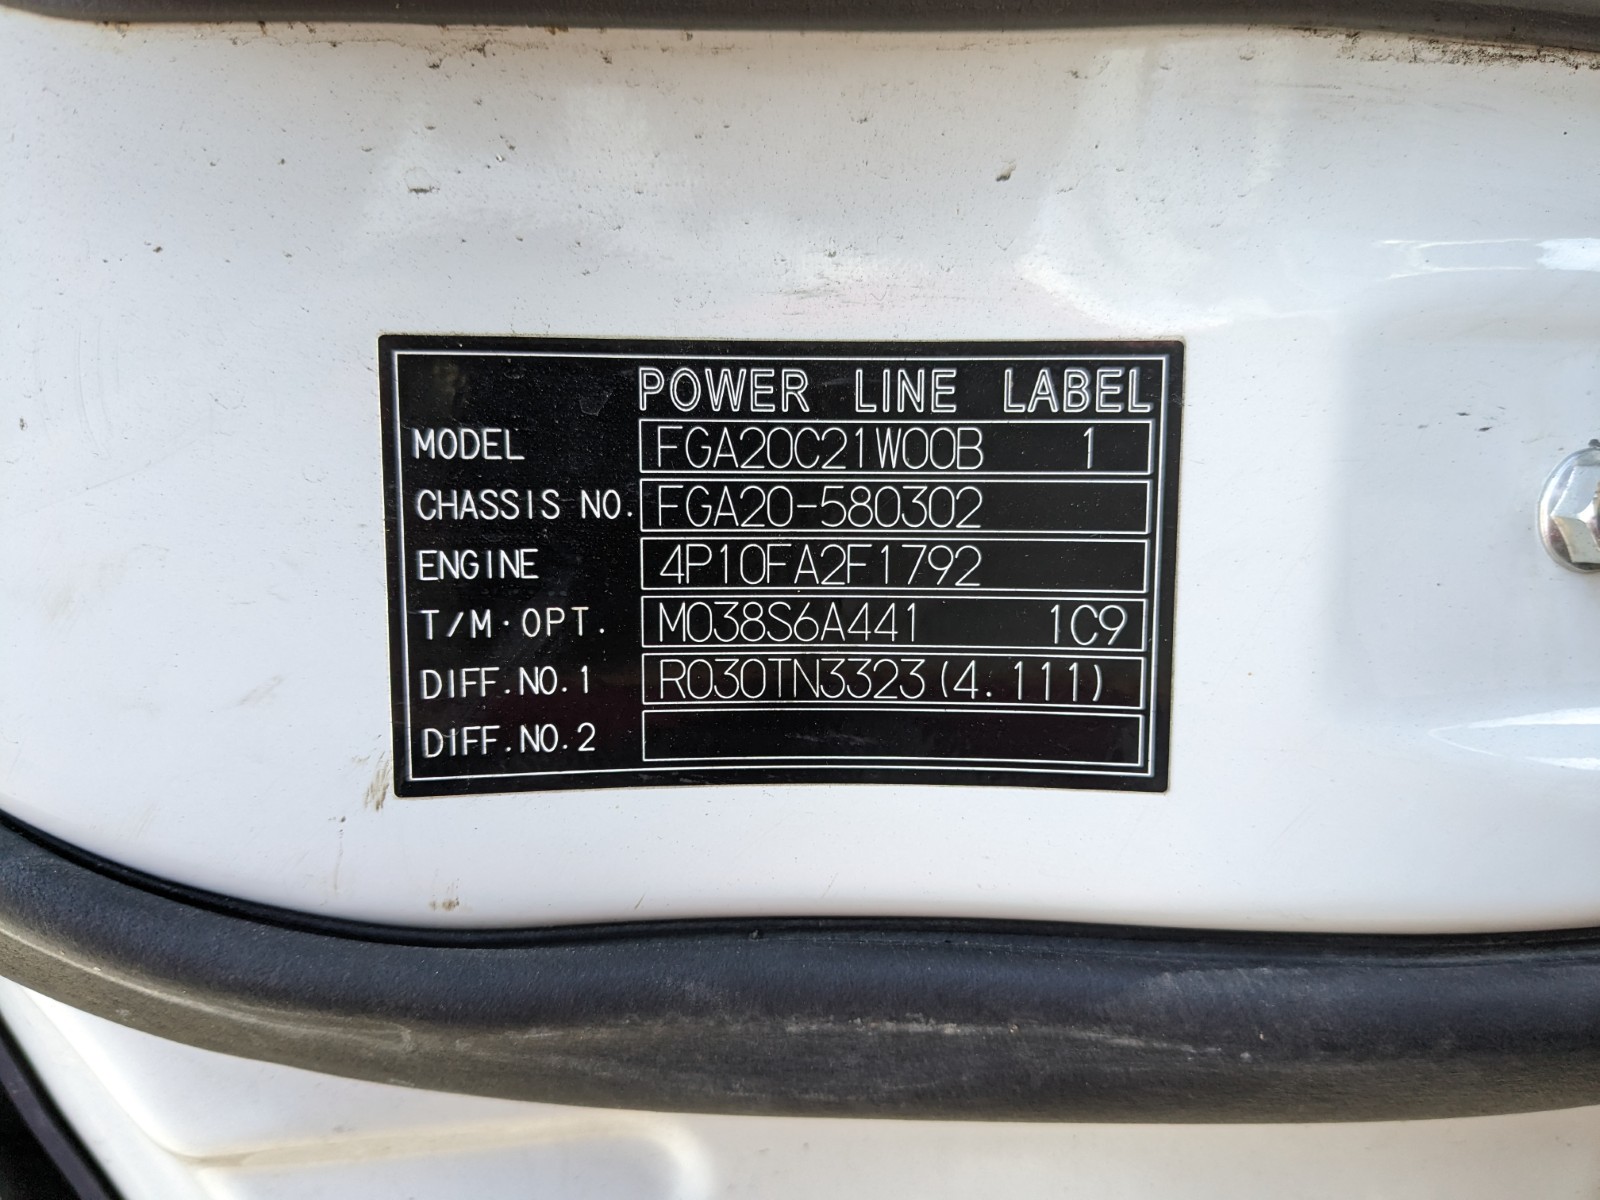 POWER LINE LABEL
MODEL FGA20C21W00B 1
CHASSIS NO. FGA20-580302
ENGINE 4P10FA2F1792
T/M·OPT. M038S6A441 1C9
DIFF.NO.1 R030TN3323(4.111)
DIFF.NO.2